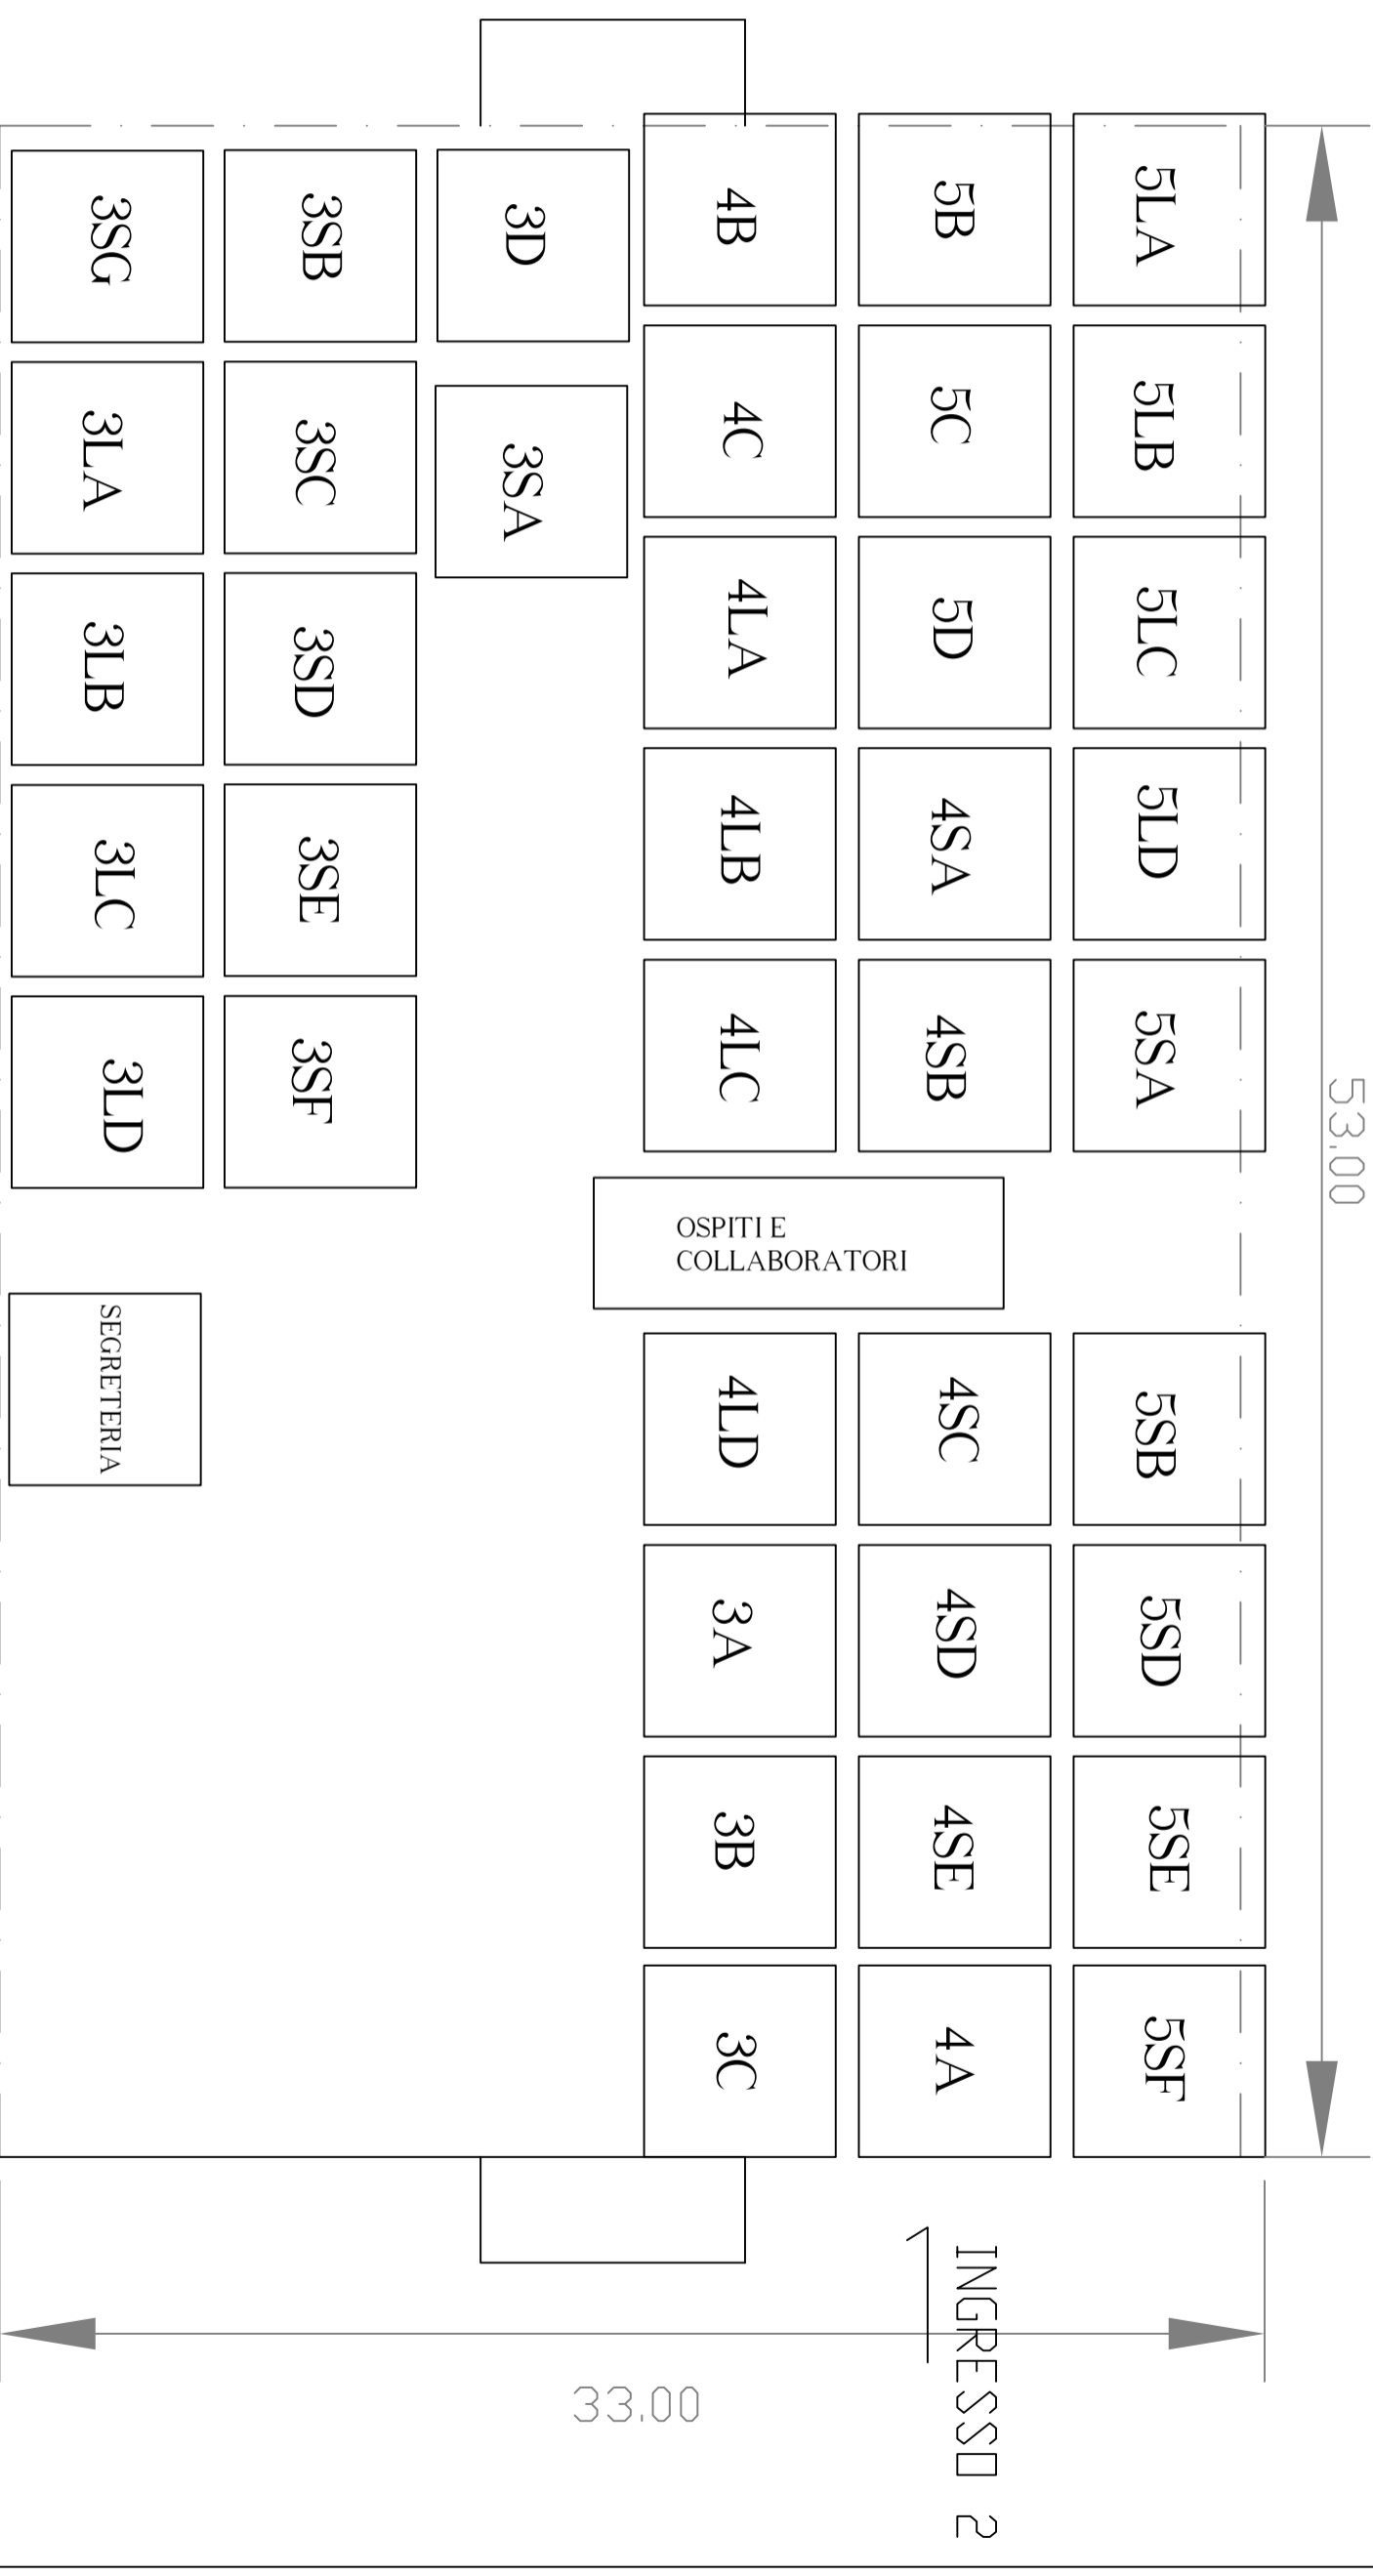 5LA
5LB
5LC
5LD
5SA
5SB
5SD
5SE
5SF
53.00
5B
5C
5D
4SA
4SB
4SC
4SD
4SE
4A
INGRESSO 2
4B
4C
4LA
4LB
4LC
OSPITI E
COLLABORATORI
4LD
3A
3B
3C
3D
3SA
3SB
3SC
3SD
3SE
3SF
3SG
3LA
3LB
3LC
3LD
SEGRETERIA
33.00